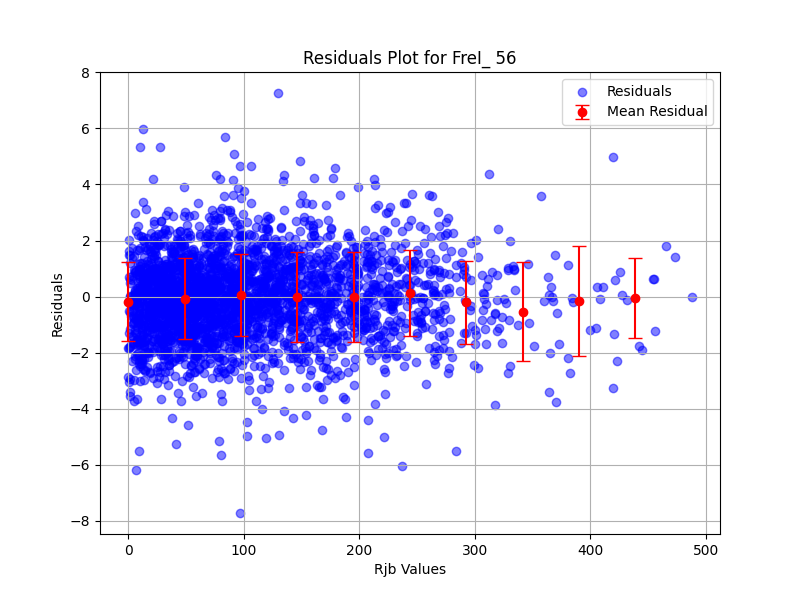 Residuals Plot for FreI_ 56
Residuals
Mean Residual
8
6
4
2
0
−2
−4
−6
−8
Residuals
0 100 200 300 400 500
Rjb Values